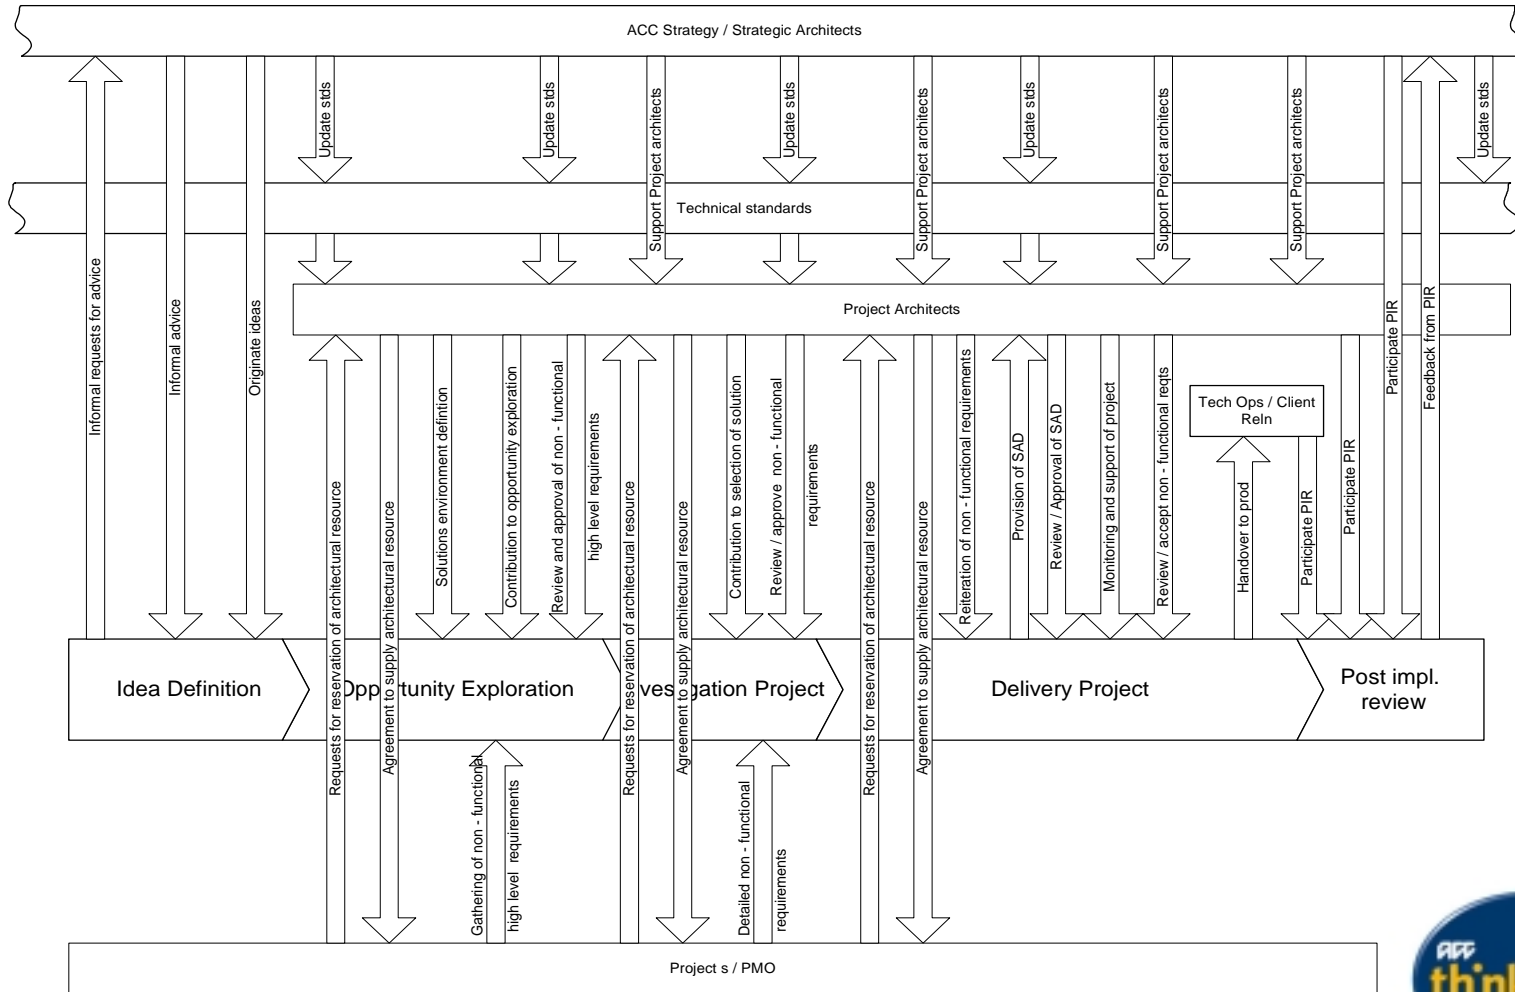 ACC Strategy / Strategic Architects
Update stds
Update stds
Update stds
Update stds
Update stds
Technical standards
Support Project architects
Support Project architects
Support Project architects
Support Project architects
Project Architects
Informal requests for advice
Informal advice
Originate ideas
Requests for reservation of architectural resource
Agreement to supply architectural resource
Solutions environment defintion
Contribution to opportunity exploration
Review and approval of non - functional
high level requirements
Requests for reservation of architectural resource
Agreement to supply architectural resource
Contribution to selection of solution
Review / approve non - functional
requirements
Requests for reservation of architectural resource
Agreement to supply architectural resource
Reiteration of non - functional requirements
Provision of SAD
Review / Approval of SAD
Monitoring and support of project
Review / accept non - functional reqts
Tech Ops / Client
Reln
Handover to prod
Participate PIR
Participate PIR
Participate PIR
Feedback from PIR
Idea Definition
Opportunity Exploration
Project
Delivery Project
Post impl.
review
Gathering of non - functional
high level requirements
Detailed non - functional
requirements
Project s / PMO
acc